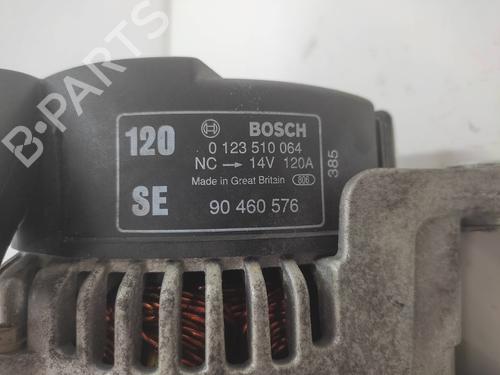 120
BOSCH
0 123 510 064
NC → 14V 120A
Made in Great Britain 806
SE
90 460 576
385
B-PARTS